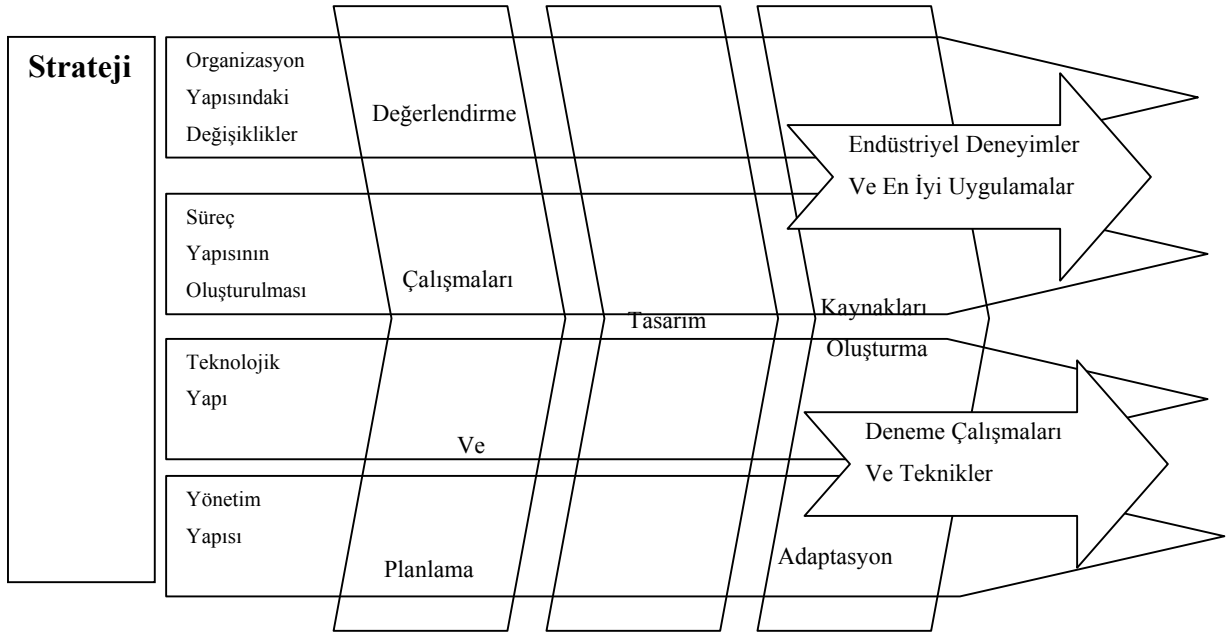 Strateji
Organizasyon
Yapısındaki
Değişiklikler
Süreç
Yapısının
Oluşturulması
Teknolojik
Yapı
Yönetim
Yapısı
Değerlendirme
Çalışmaları
Ve
Planlama
Tasarım
Kaynakları
Oluşturma
Adaptasyon
Endüstriyel Deneyimler
Ve En İyi Uygulamalar
Deneme Çalışmaları
Ve Teknikler